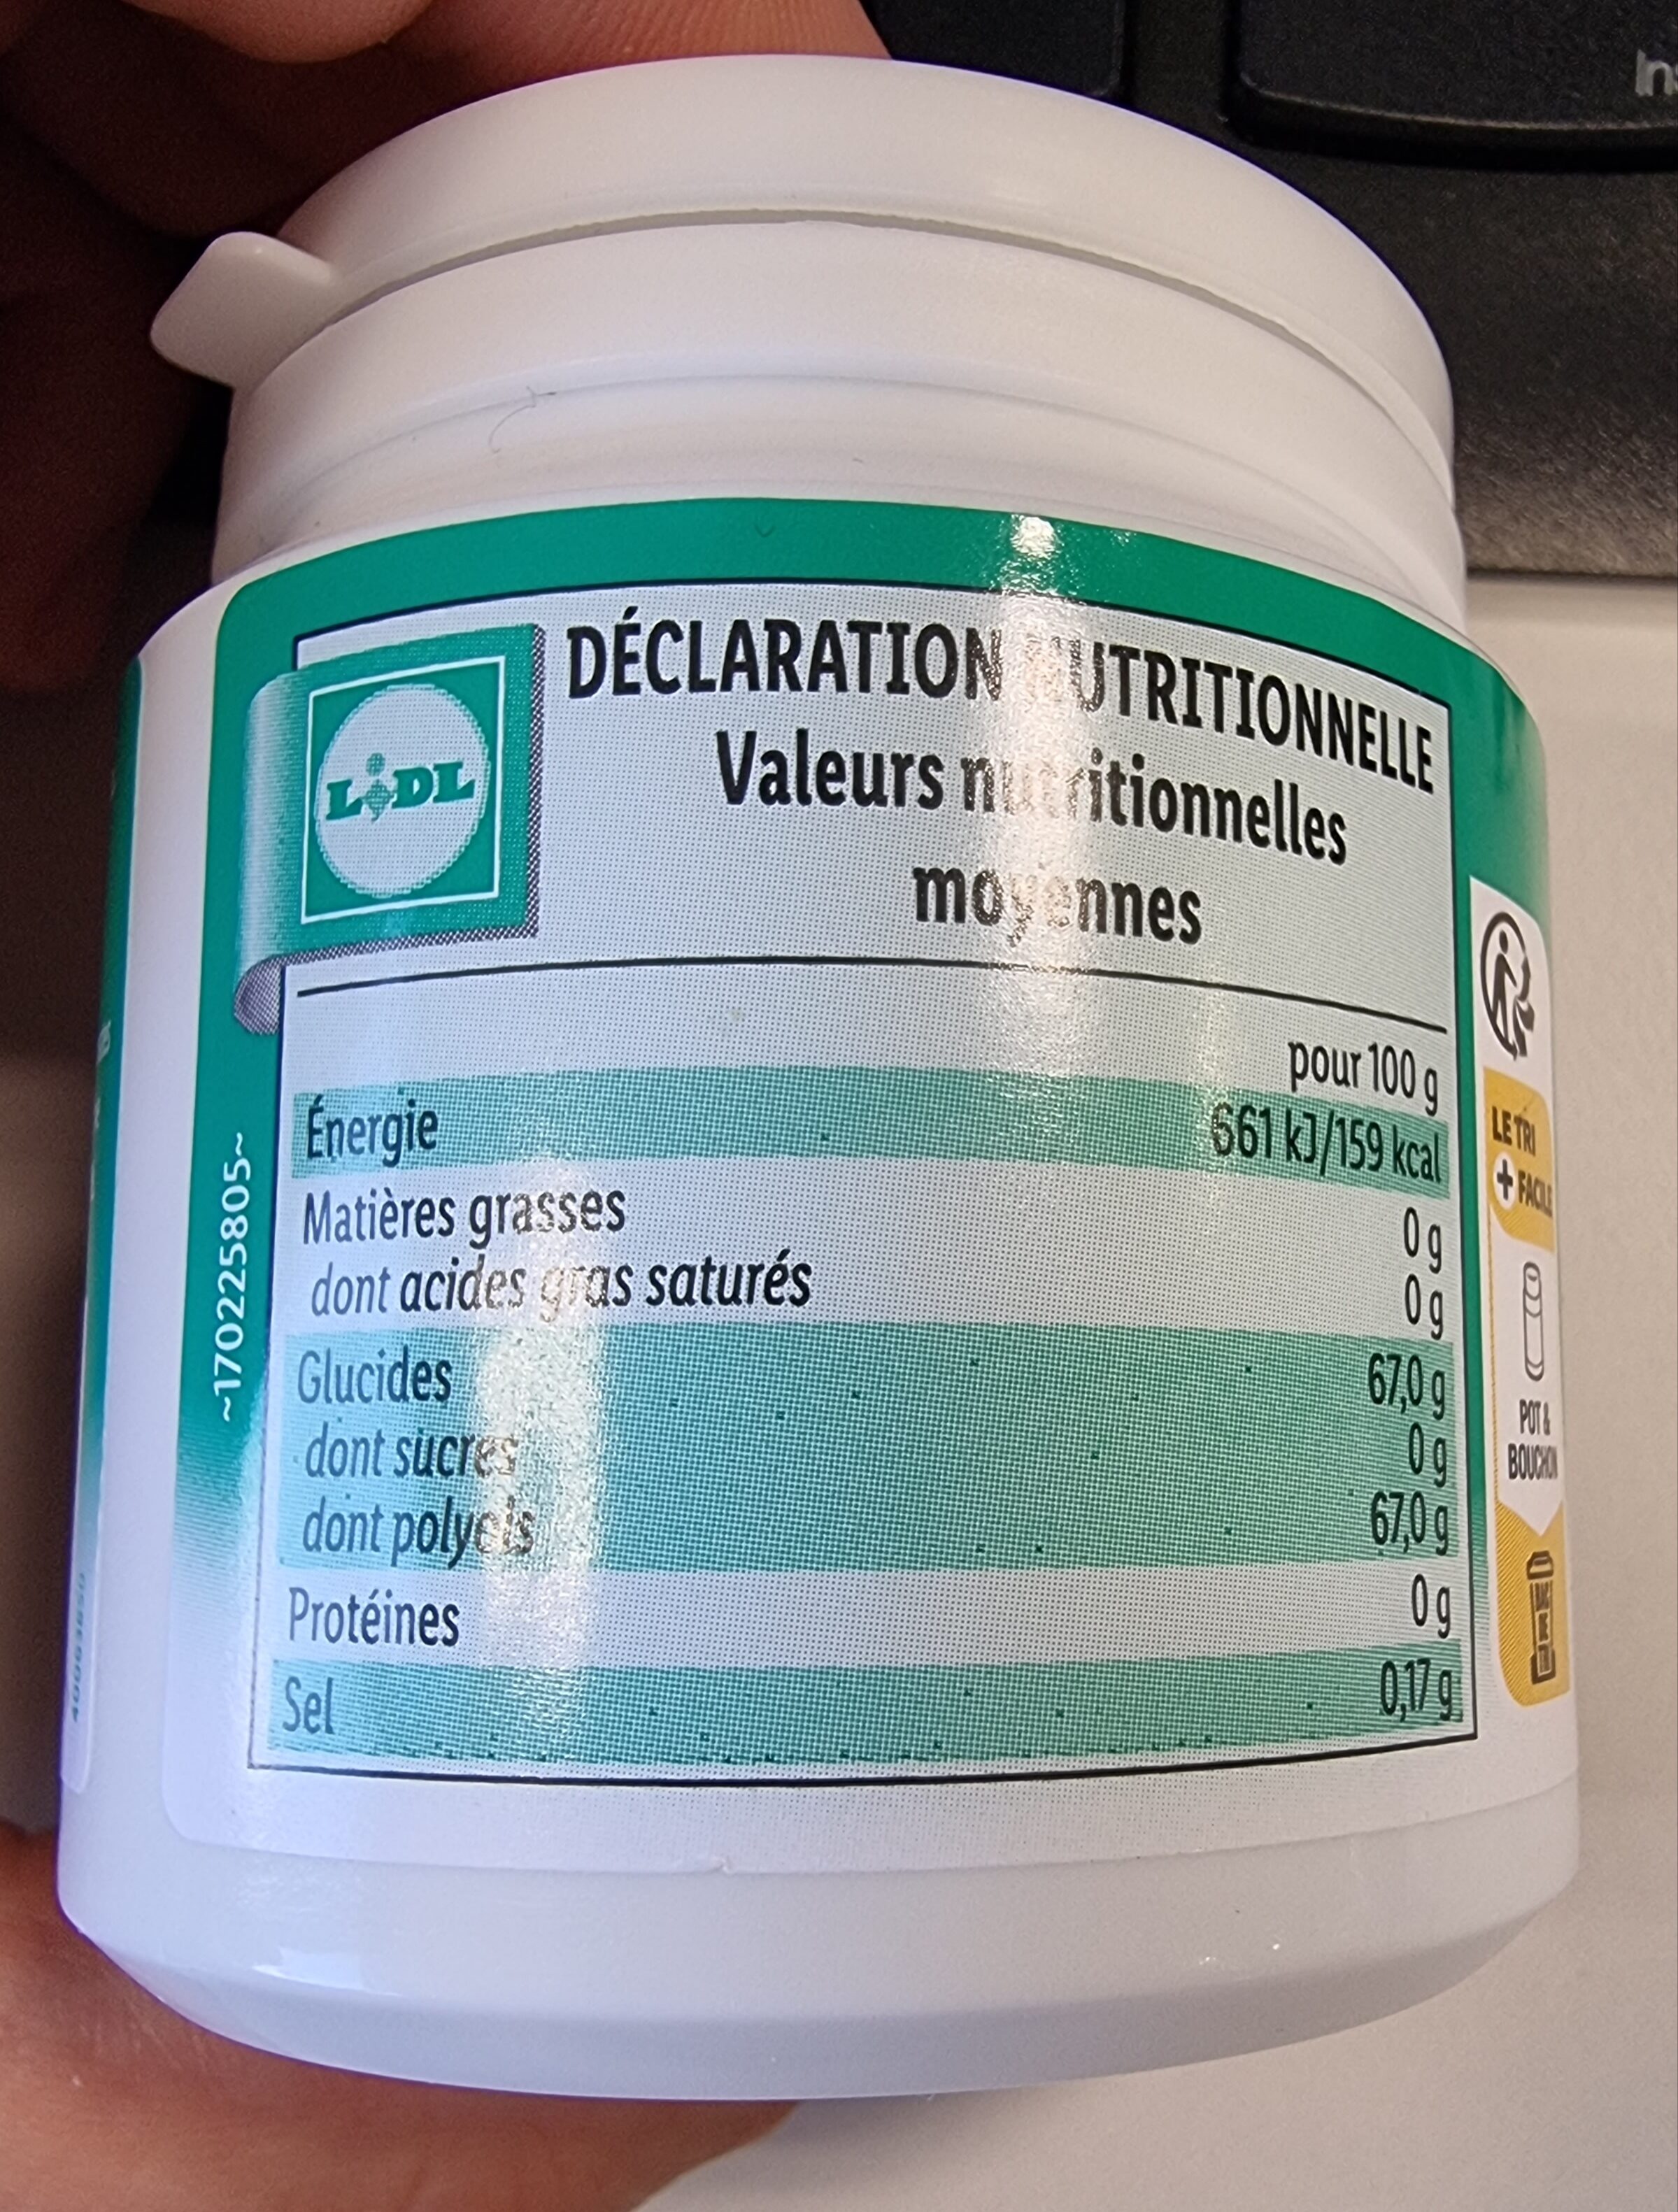 Ins
LIDL
DÉCLARATION NUTRITIONNELLE
Valeurs nutritionnelles
moyennes
pour 100 g
Énergie 661 kJ/159 kcal
Matières grasses 0 g
dont acides gras saturés 0 g
Glucides 67,0 g
dont sucres 0 g
dont polyols 67,0 g
Protéines 0 g
Sel 0,17 g
~170225805~
LE TRI
+ FACILE
POT &
BOUCHON